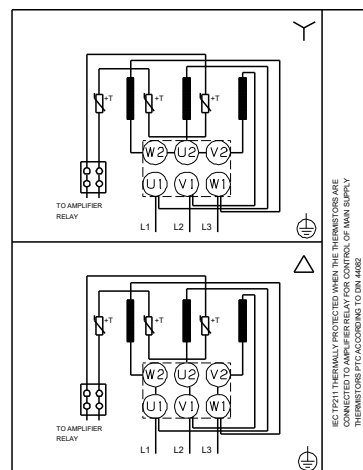 +T
+T
+T
W2 U2 V2
U1 V1 W1
TO AMPLIFIER
RELAY
L1 L2 L3
+T
+T
+T
W2 U2 V2
U1 V1 W1
TO AMPLIFIER
RELAY
L1 L2 L3
IEC TP211 THERMALLY PROTECTED WHEN THE THERMISTORS ARE
CONNECTED TO AMPLIFIER RELAY FOR CONTROL OF MAIN SUPPLY
THERMISTORS PTC ACCORDING TO DIN 44082